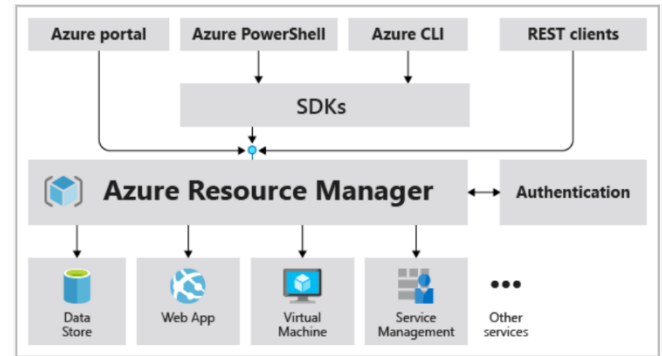 Azure portal
Azure PowerShell
Azure CLI
REST clients
SDKs
Azure Resource Manager
Authentication
Data
Store
Web App
Virtual
Machine
Service
Management
Other
services